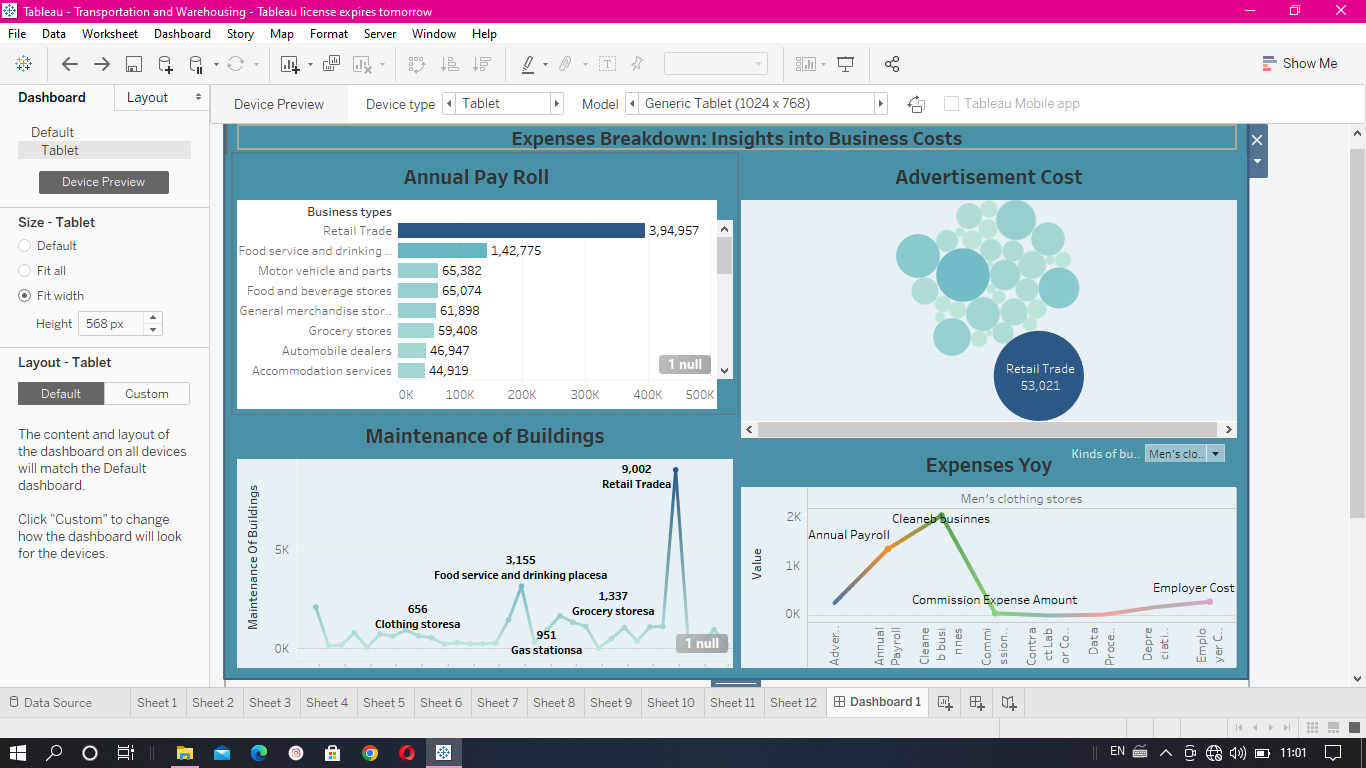 Tableau - Transportation and Warehousing - Tableau license expires tomorrow
File Data Worksheet Dashboard Story Map Format Server Window Help
Show Me
Dashboard Layout
Device Preview Device type Tablet Model Generic Tablet (1024 x 768) Tableau Mobile app
Default
Tablet
Device Preview
Size - Tablet
Default
Fit all
Fit width
Height 568 px
Layout - Tablet
Default Custom
The content and layout of
the dashboard on all devices
will match the Default
dashboard.
Click "Custom" to change
how the dashboard will look
for the devices.
Expenses Breakdown: Insights into Business Costs
Annual Pay Roll
Business types
Retail Trade 3,94,957
Food service and drinking .. 1,42,775
Motor vehicle and parts 65,382
Food and beverage stores 65,074
General merchandise stor.. 61,898
Grocery stores 59,408
Automobile dealers 46,947
Accommodation services 44,919
1 null
0K 100K 200K 300K 400K 500K
Advertisement Cost
Retail Trade
53,021
Maintenance of Buildings
Maintenance Of Buildings
5K
0K
9,002
Retail Tradea
3,155
Food service and drinking placesa
1,337
Grocery storesa
656
Clothing storesa
951
Gas stationsa
1 null
Expenses Yoy
Kinds of bu.. Men's clo..
Men's clothing stores
Value
2K
1K
0K
Cleaneb businnes
Annual Payroll
Commission Expense Amount
Employer Cost
Adver..
Annual
Payroll
Cleane
b busi
nnes
Commi
ssion..
Contra
ct Lab
or Co..
Data
Proce..
Depre
ciati..
Emplo
yer C..
Data Source Sheet 1 Sheet 2 Sheet 3 Sheet 4 Sheet 5 Sheet 6 Sheet 7 Sheet 8 Sheet 9 Sheet 10 Sheet 11 Sheet 12 Dashboard 1
EN 11:01